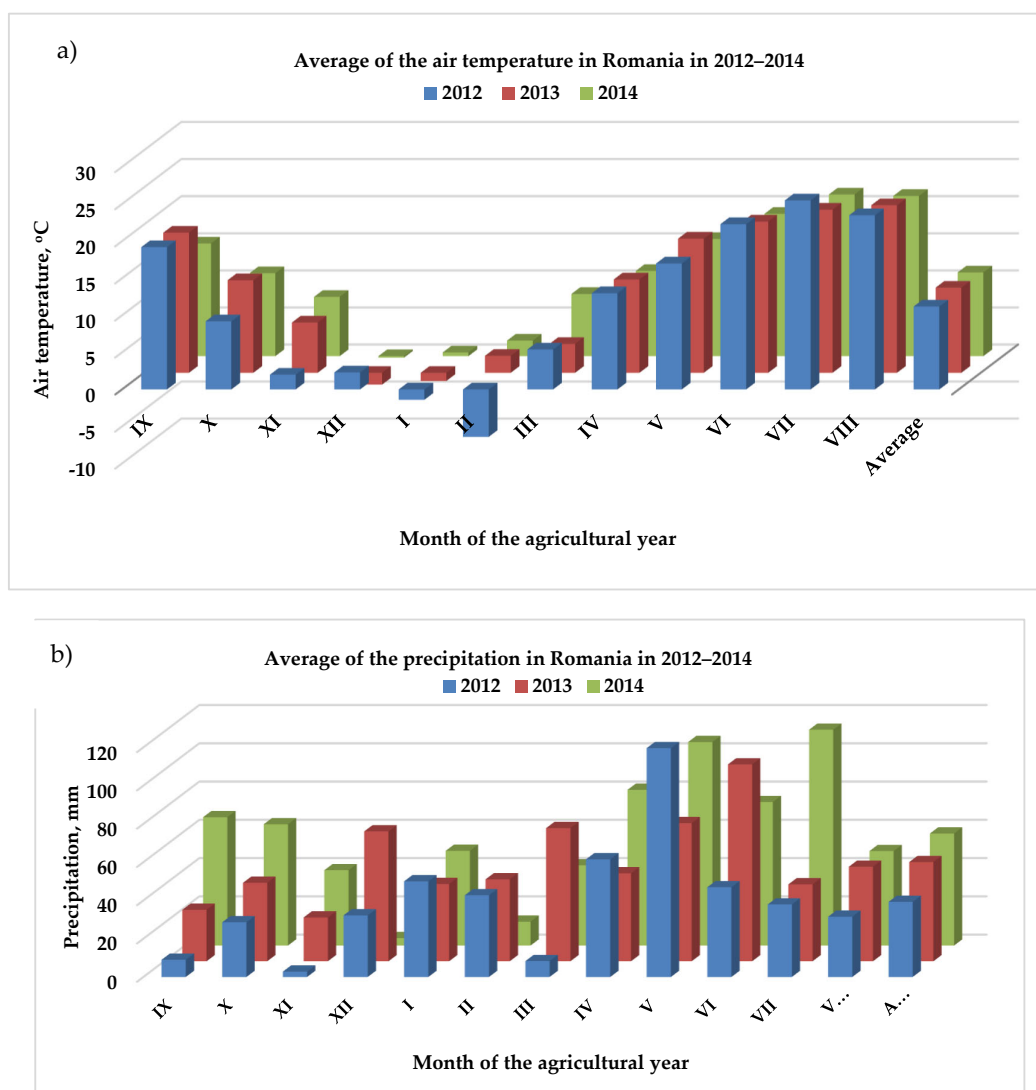 a)
Average of the air temperature in Romania in 2012–2014
2012 2013 2014
Air temperature, ºC
30
25
20
15
10
5
0
-5
-10
IX X XI XII I II III IV V VI VII VIII Average
Month of the agricultural year
b)
Average of the precipitation in Romania in 2012–2014
2012 2013 2014
Precipitation, mm
120
100
80
60
40
20
0
IX X XI XII I II III IV V VI VII V... A...
Month of the agricultural year